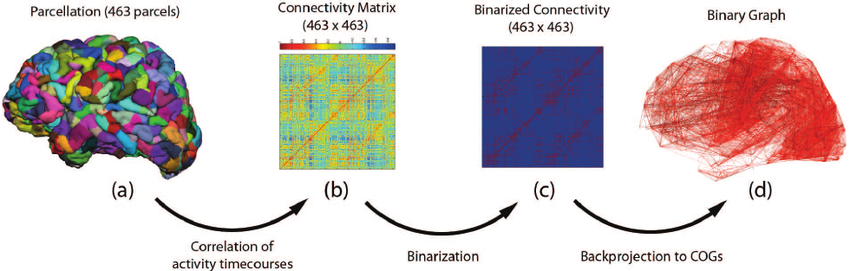 Parcellation (463 parcels)
Connectivity Matrix
(463 x 463)
Binarized Connectivity
(463 x 463)
Binary Graph
(a)
(b)
(c)
(d)
Correlation of
activity timecourses
Binarization
Backprojection to COGs